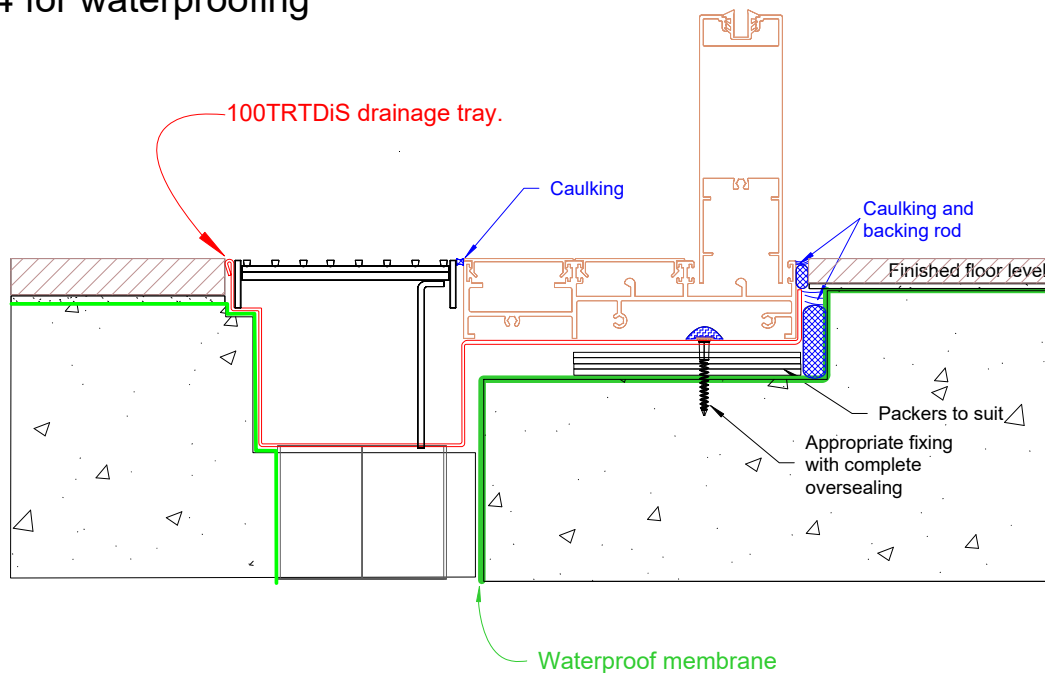 4 for waterproofing
100TRTDiS drainage tray.
Caulking
Caulking and
backing rod
Finished floor level
Packers to suit
Appropriate fixing
with complete
oversealing
Waterproof membrane